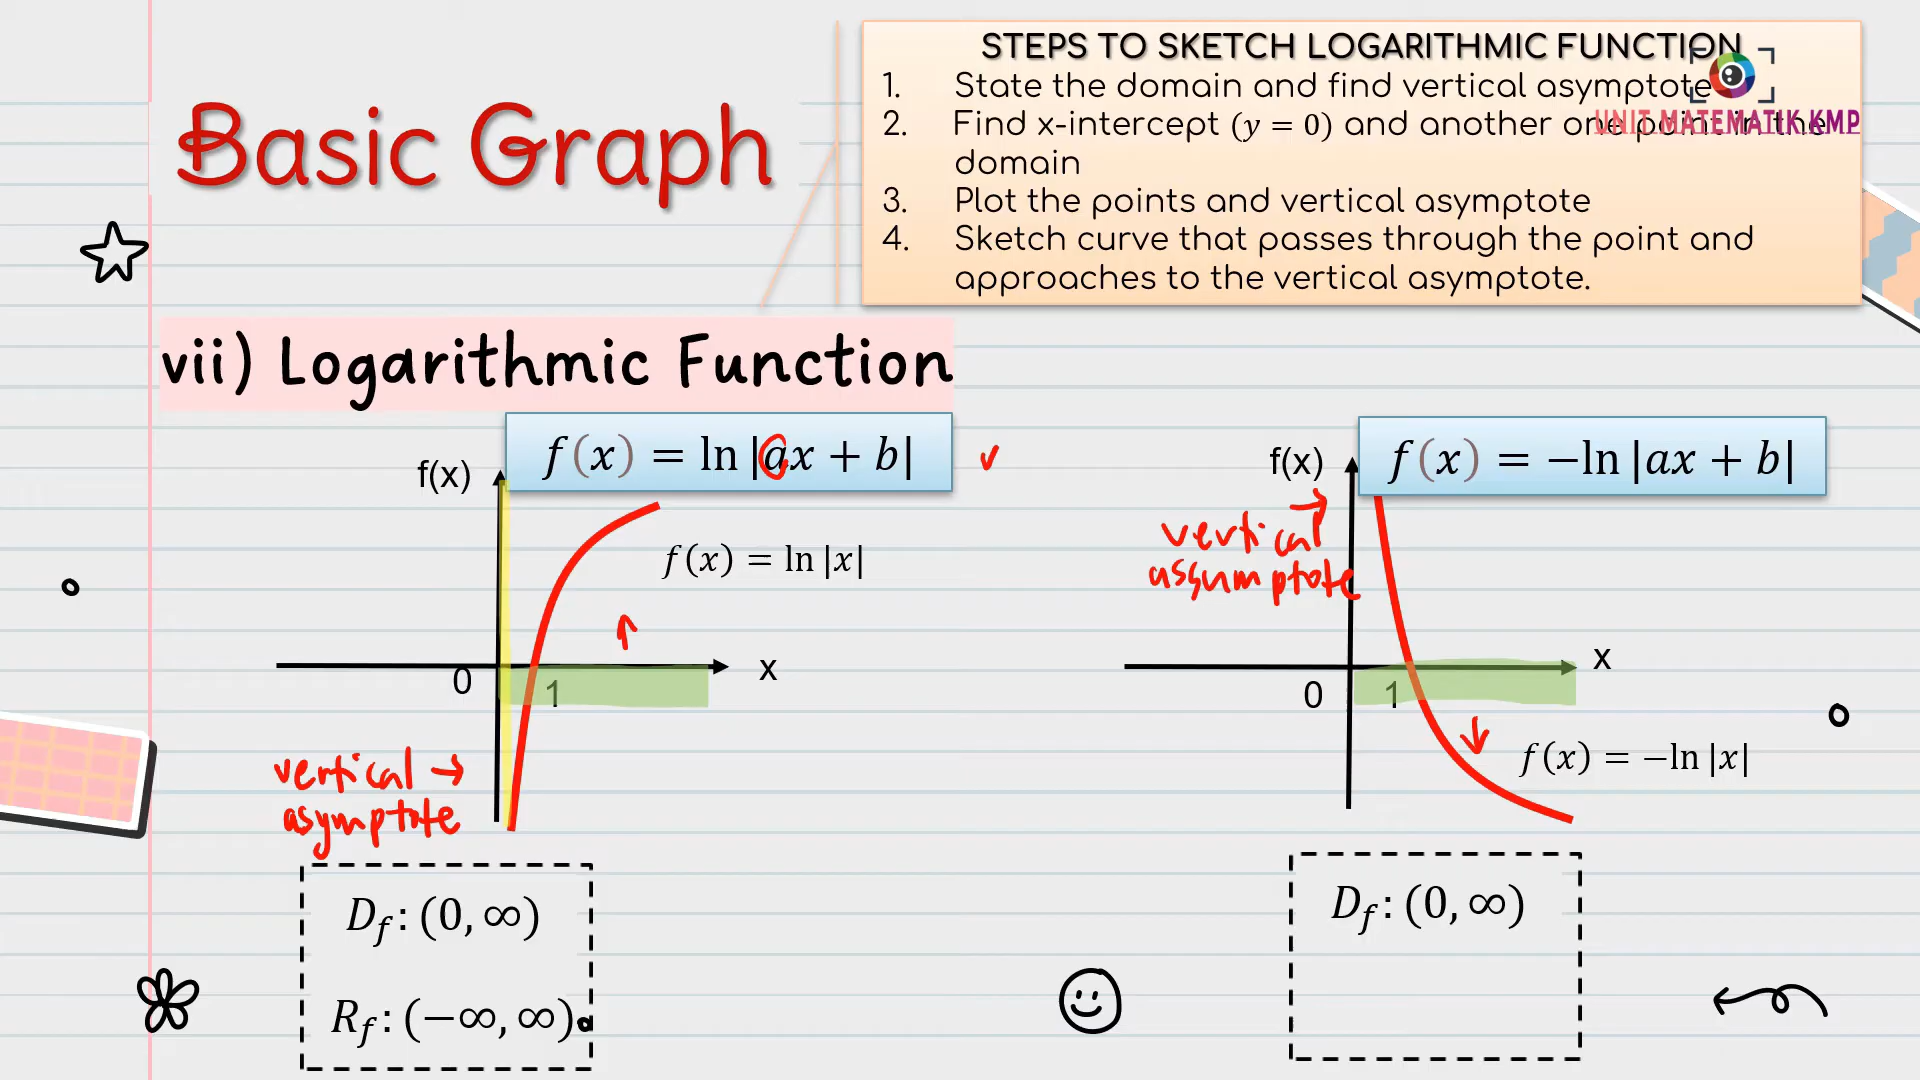 Basic Graph
STEPS TO SKETCH LOGARITHMIC FUNCTION
1. State the domain and find vertical asymptote
2. Find x-intercept (y = 0) and another one point in the
domain
3. Plot the points and vertical asymptote
4. Sketch curve that passes through the point and
approaches to the vertical asymptote.
UNIT MATEMATIK KMP
vii) Logarithmic Function
f(x) = ln |ax + b|
f(x)
f(x) = ln |x|
0
1
x
vertical →
asymptote
D_f: (0, ∞)
R_f: (−∞, ∞)
f(x) = −ln |ax + b|
f(x)
vertical
assumptote
0
1
x
f(x) = −ln |x|
D_f: (0, ∞)